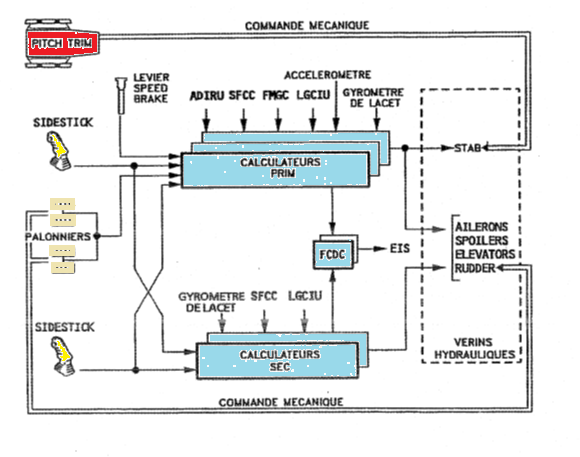 COMMANDE MECANIQUE
PITCH TRIM
LEVIER
SPEED
BRAKE
ACCELEROMETRE
ADIRU SFCC FMGC LGCIU
GYROMETRE
DE LACET
SIDESTICK
CALCULATEURS
PRIM
STAB
PALONNIERS
FCDC
EIS
AILERONS
SPOILERS
ELEVATORS
RUDDER
GYROMETRE
DE LACET
SFCC LGCIU
SIDESTICK
CALCULATEURS
SEC
VERINS
HYDRAULIQUES
COMMANDE MECANIQUE